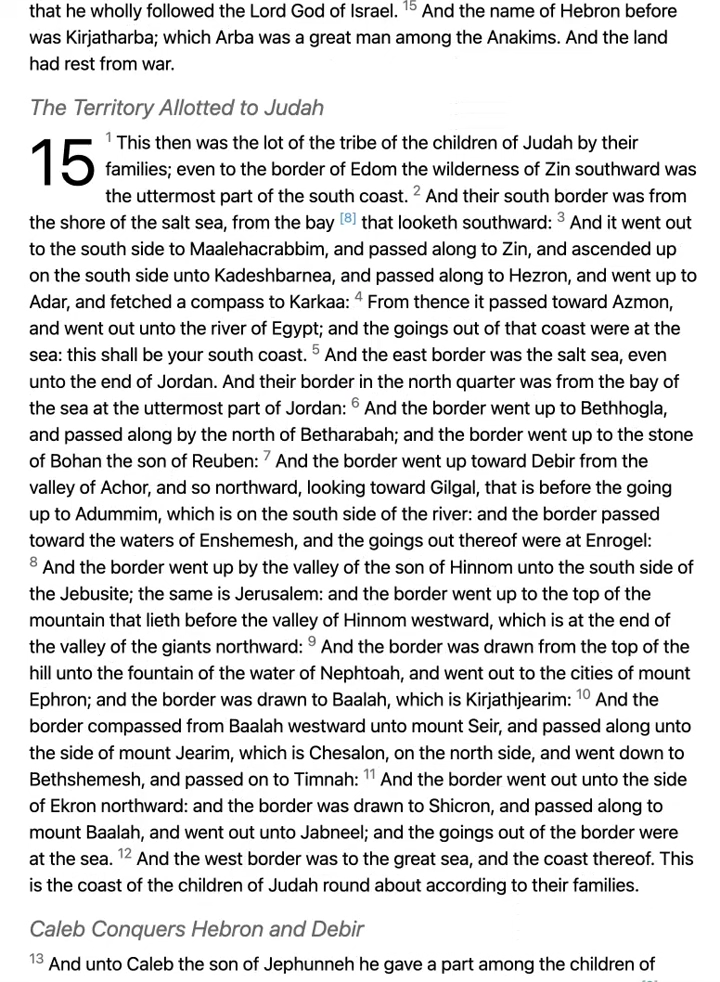 that he wholly followed the Lord God of Israel. 15 And the name of Hebron before
was Kirjatharba; which Arba was a great man among the Anakims. And the land
had rest from war.
The Territory Allotted to Judah
15 1 This then was the lot of the tribe of the children of Judah by their
families; even to the border of Edom the wilderness of Zin southward was
the uttermost part of the south coast. 2 And their south border was from
the shore of the salt sea, from the bay [8] that looketh southward: 3 And it went out
to the south side to Maalehacrabbim, and passed along to Zin, and ascended up
on the south side unto Kadeshbarnea, and passed along to Hezron, and went up to
Adar, and fetched a compass to Karkaa: 4 From thence it passed toward Azmon,
and went out unto the river of Egypt; and the goings out of that coast were at the
sea: this shall be your south coast. 5 And the east border was the salt sea, even
unto the end of Jordan. And their border in the north quarter was from the bay of
the sea at the uttermost part of Jordan: 6 And the border went up to Bethhogla,
and passed along by the north of Betharabah; and the border went up to the stone
of Bohan the son of Reuben: 7 And the border went up toward Debir from the
valley of Achor, and so northward, looking toward Gilgal, that is before the going
up to Adummim, which is on the south side of the river: and the border passed
toward the waters of Enshemesh, and the goings out thereof were at Enrogel:
8 And the border went up by the valley of the son of Hinnom unto the south side of
the Jebusite; the same is Jerusalem: and the border went up to the top of the
mountain that lieth before the valley of Hinnom westward, which is at the end of
the valley of the giants northward: 9 And the border was drawn from the top of the
hill unto the fountain of the water of Nephtoah, and went out to the cities of mount
Ephron; and the border was drawn to Baalah, which is Kirjathjearim: 10 And the
border compassed from Baalah westward unto mount Seir, and passed along unto
the side of mount Jearim, which is Chesalon, on the north side, and went down to
Bethshemesh, and passed on to Timnah: 11 And the border went out unto the side
of Ekron northward: and the border was drawn to Shicron, and passed along to
mount Baalah, and went out unto Jabneel; and the goings out of the border were
at the sea. 12 And the west border was to the great sea, and the coast thereof. This
is the coast of the children of Judah round about according to their families.
Caleb Conquers Hebron and Debir
13 And unto Caleb the son of Jephunneh he gave a part among the children of